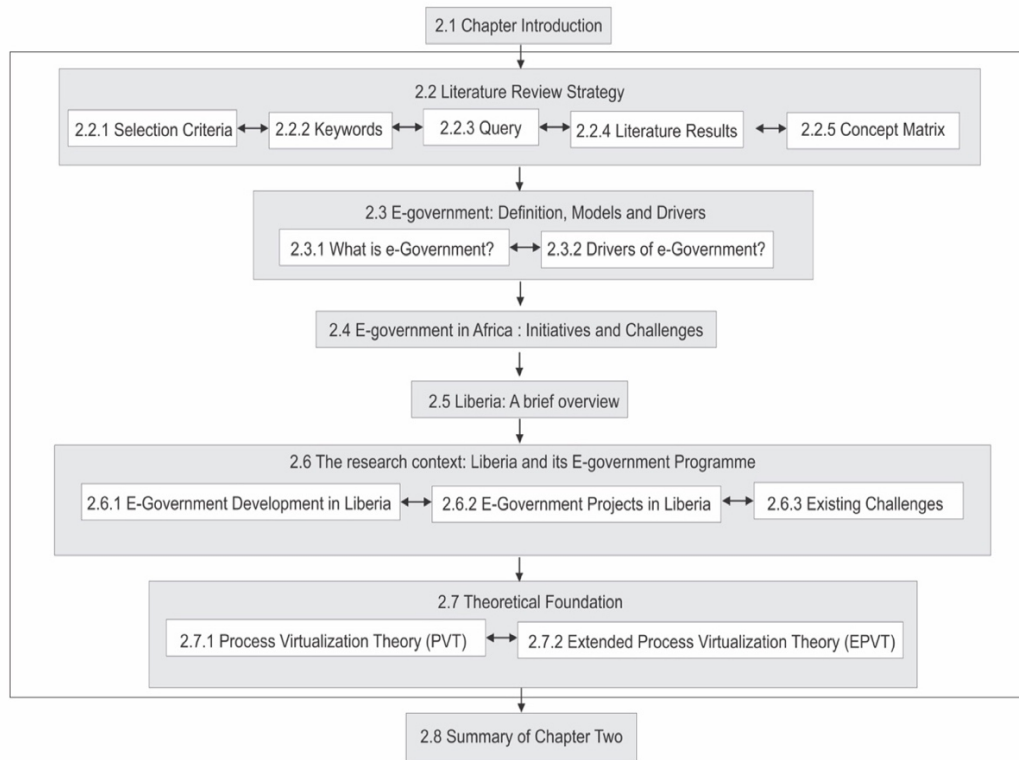 2.1 Chapter Introduction
2.2 Literature Review Strategy
2.2.1 Selection Criteria
2.2.2 Keywords
2.2.3 Query
2.2.4 Literature Results
2.2.5 Concept Matrix
2.3 E-government: Definition, Models and Drivers
2.3.1 What is e-Government?
2.3.2 Drivers of e-Government?
2.4 E-government in Africa : Initiatives and Challenges
2.5 Liberia: A brief overview
2.6 The research context: Liberia and its E-government Programme
2.6.1 E-Government Development in Liberia
2.6.2 E-Government Projects in Liberia
2.6.3 Existing Challenges
2.7 Theoretical Foundation
2.7.1 Process Virtualization Theory (PVT)
2.7.2 Extended Process Virtualization Theory (EPVT)
2.8 Summary of Chapter Two